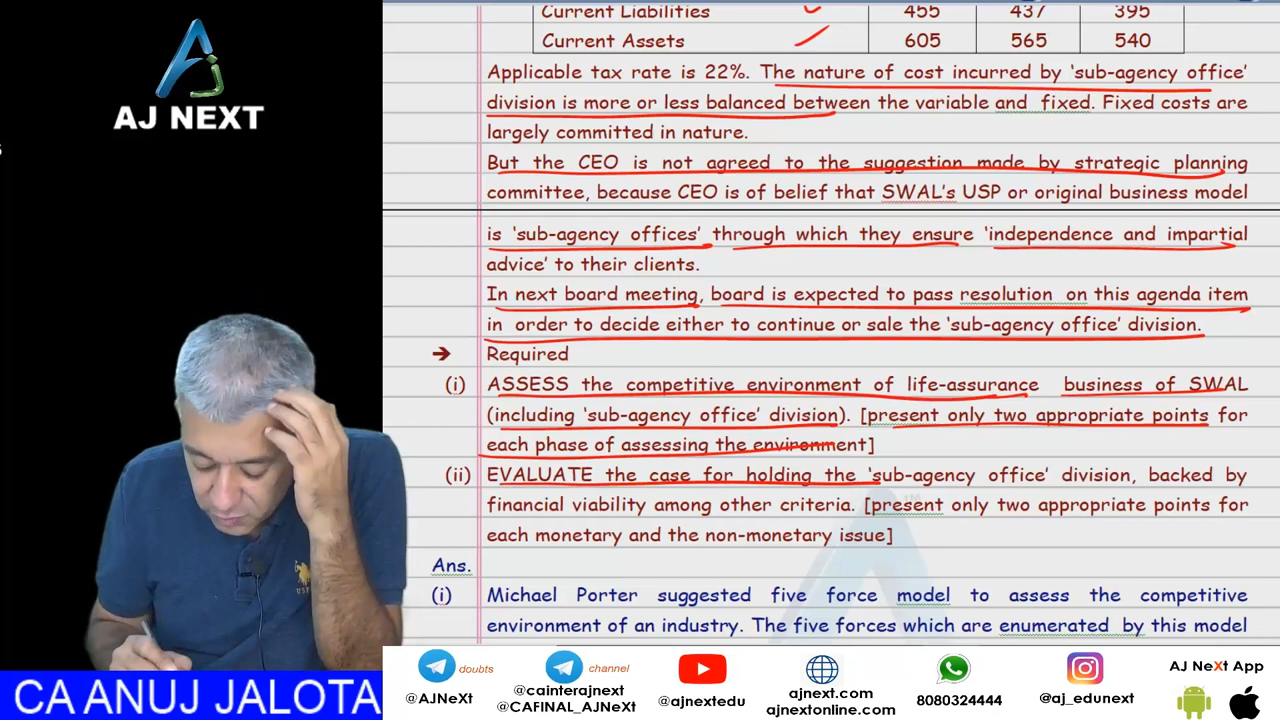 AJ NEXT
Current Liabilities 455 437 395
Current Assets 605 565 540
Applicable tax rate is 22%. The nature of cost incurred by ‘sub-agency office’
division is more or less balanced between the variable and fixed. Fixed costs are
largely committed in nature.
But the CEO is not agreed to the suggestion made by strategic planning
committee, because CEO is of belief that SWAL’s USP or original business model
is ‘sub-agency offices’ through which they ensure ‘independence and impartial
advice’ to their clients.
In next board meeting, board is expected to pass resolution on this agenda item
in order to decide either to continue or sale the ‘sub-agency office’ division.
➔ Required
(i) ASSESS the competitive environment of life-assurance business of SWAL
(including ‘sub-agency office’ division). [present only two appropriate points for
each phase of assessing the environment]
(ii) EVALUATE the case for holding the ‘sub-agency office’ division, backed by
financial viability among other criteria. [present only two appropriate points for
each monetary and the non-monetary issue]
Ans.
(i) Michael Porter suggested five force model to assess the competitive
environment of an industry. The five forces which are enumerated by this model
CA ANUJ JALOTA
doubts
@AJNeXt
channel
@cainterajnext
@CAFINAL_AJNeXt
@ajnextedu
ajnext.com
ajnextonline.com
8080324444
@aj_edunext
AJ NeXt App